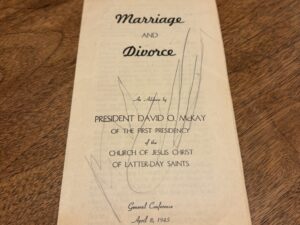 Marriage
AND
Divorce
An Address by
PRESIDENT DAVID O. McKAY
OF THE FIRST PRESIDENCY
of the
CHURCH OF JESUS CHRIST
OF LATTER-DAY SAINTS
General Conference
April 8, 1945